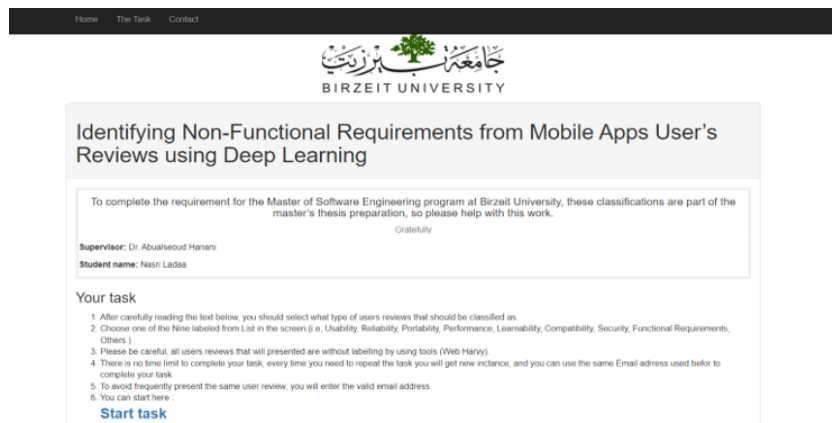 Home The Task Contact
جامعة بيرزيت
BIRZEIT UNIVERSITY
Identifying Non-Functional Requirements from Mobile Apps User's
Reviews using Deep Learning
To complete the requirement for the Master of Software Engineering program at Birzeit University, these classifications are part of the
master's thesis preparation, so please help with this work.
Gratefully
Supervisor: Dr. Abualseoud Hanani
Student name: Nasri Ladaa
Your task
1. After carefully reading the text below, you should select what type of users reviews that should be classified as
2. Choose one of the Nine labeled from List in the screen (i.e, Usability, Reliability, Portability, Performance, Learnability, Compatibility, Security, Functional Requirements,
Others )
3. Please be careful, all users reviews that will presented are without labelling by using tools (Web Harvy).
4. There is no time limit to complete your task, every time you need to repeat the task you will get new inctance, and you can use the same Email adrress used befor to
complete your task
5. To avoid frequently present the same user review, you will enter the valid email address
6. You can start here :
Start task